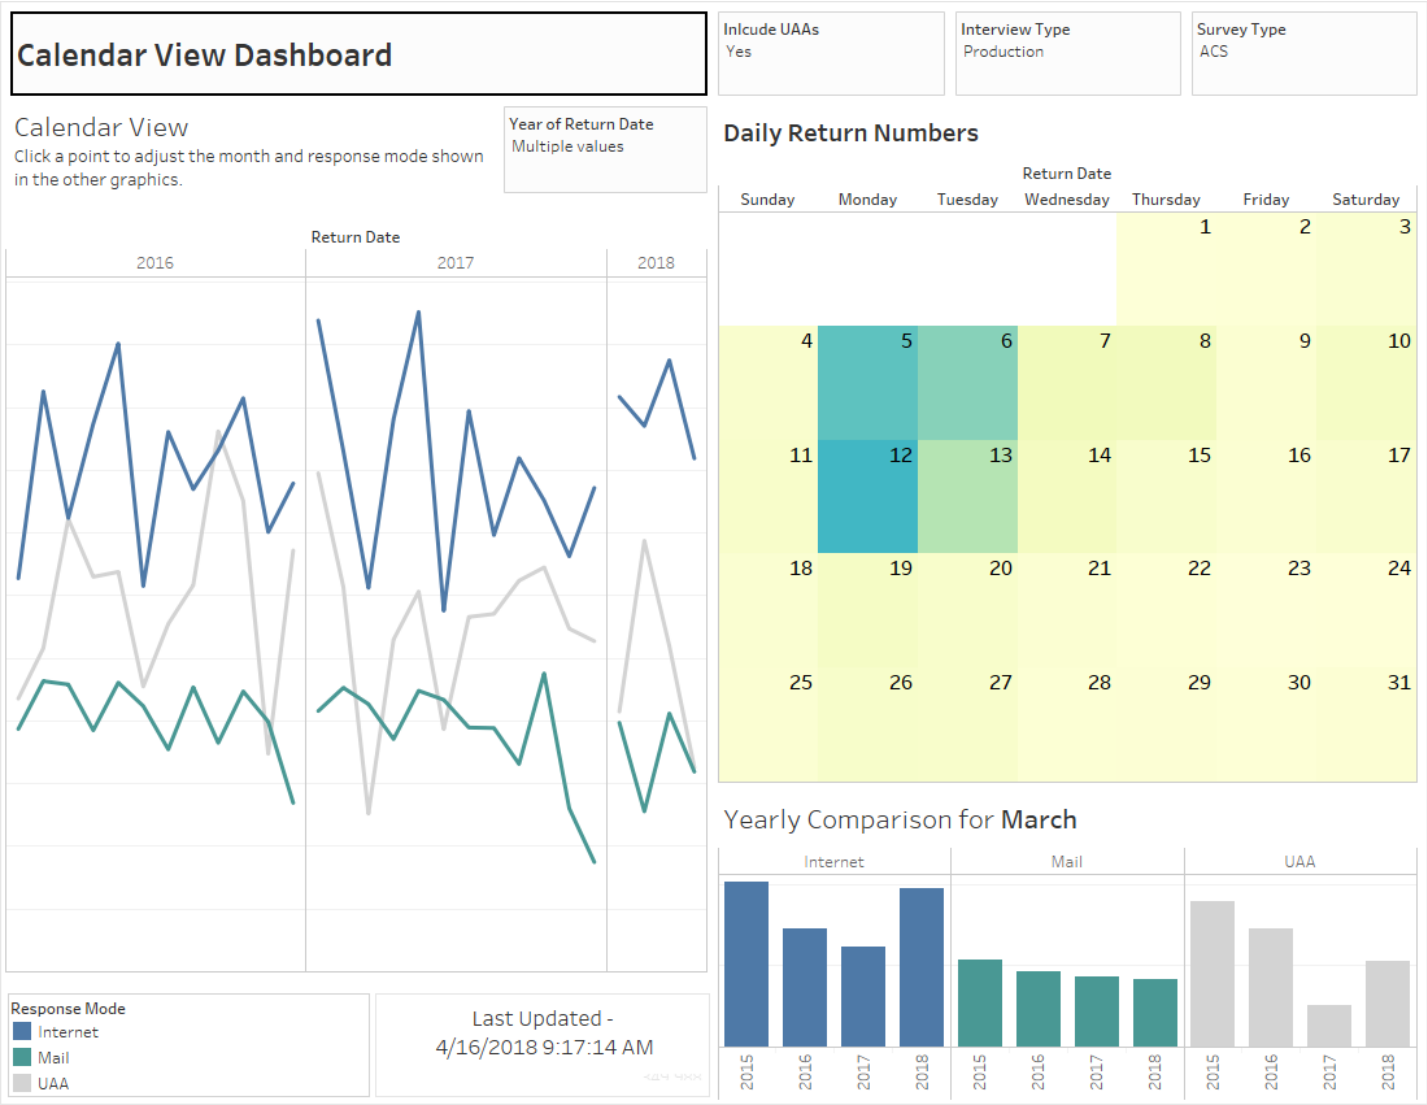 Calendar View Dashboard
Inlcude UAAs
Yes
Interview Type
Production
Survey Type
ACS
Calendar View
Click a point to adjust the month and response mode shown
in the other graphics.
Year of Return Date
Multiple values
Return Date
2016 2017 2018
Response Mode
Internet
Mail
UAA
Last Updated -
4/16/2018 9:17:14 AM
Daily Return Numbers
Return Date
Sunday Monday Tuesday Wednesday Thursday Friday Saturday
1 2 3
4 5 6 7 8 9 10
11 12 13 14 15 16 17
18 19 20 21 22 23 24
25 26 27 28 29 30 31
Yearly Comparison for March
Internet Mail UAA
2015 2016 2017 2018 2015 2016 2017 2018 2015 2016 2017 2018